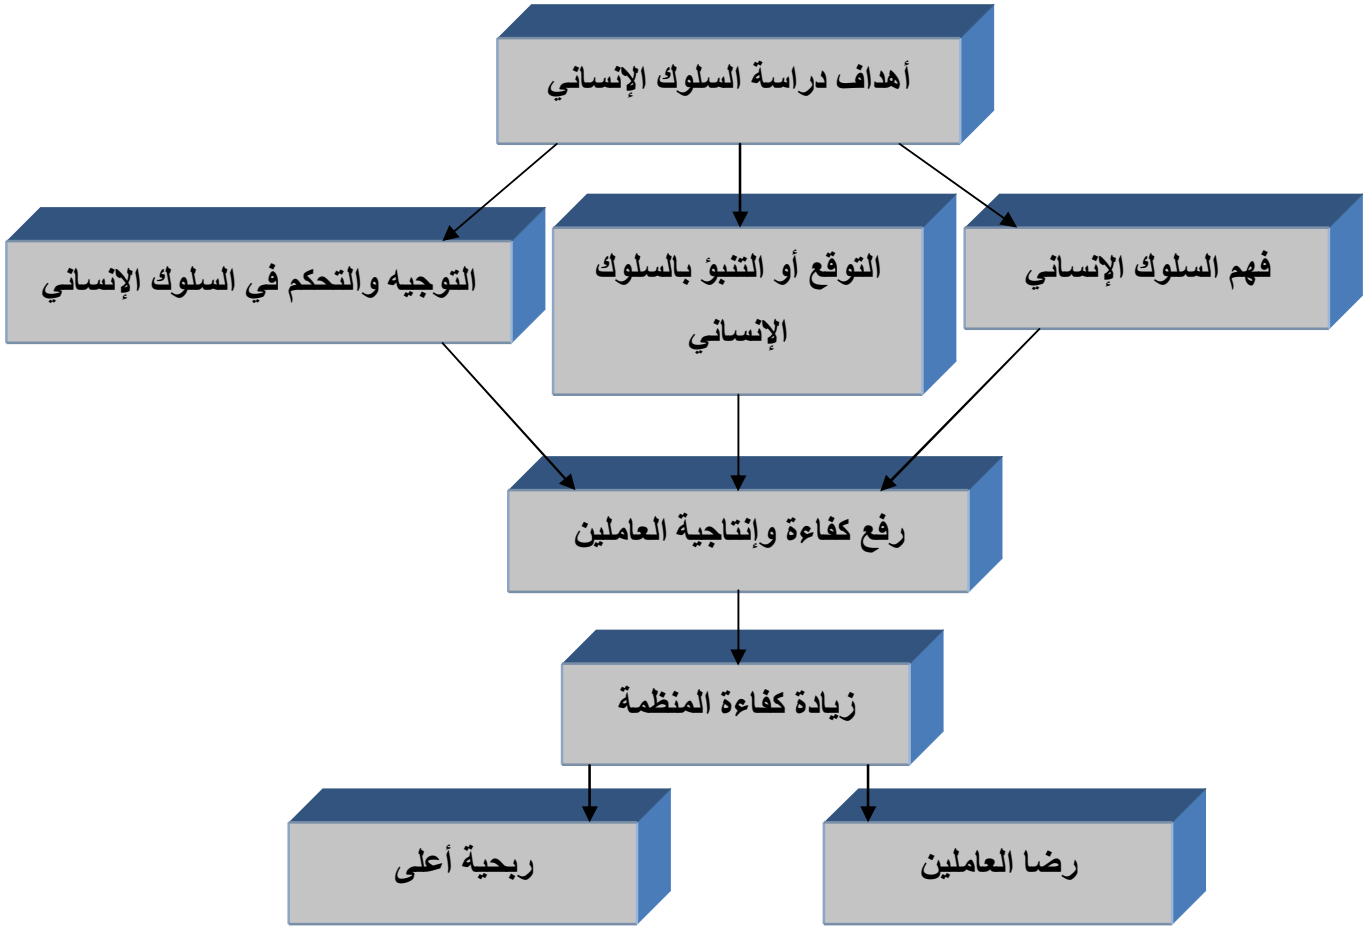 أهداف دراسة السلوك الإنساني
فهم السلوك الإنساني
التوقع أو التنبؤ بالسلوك
الإنساني
التوجيه والتحكم في السلوك الإنساني
رفع كفاءة وإنتاجية العاملين
زيادة كفاءة المنظمة
رضا العاملين
ربحية أعلى